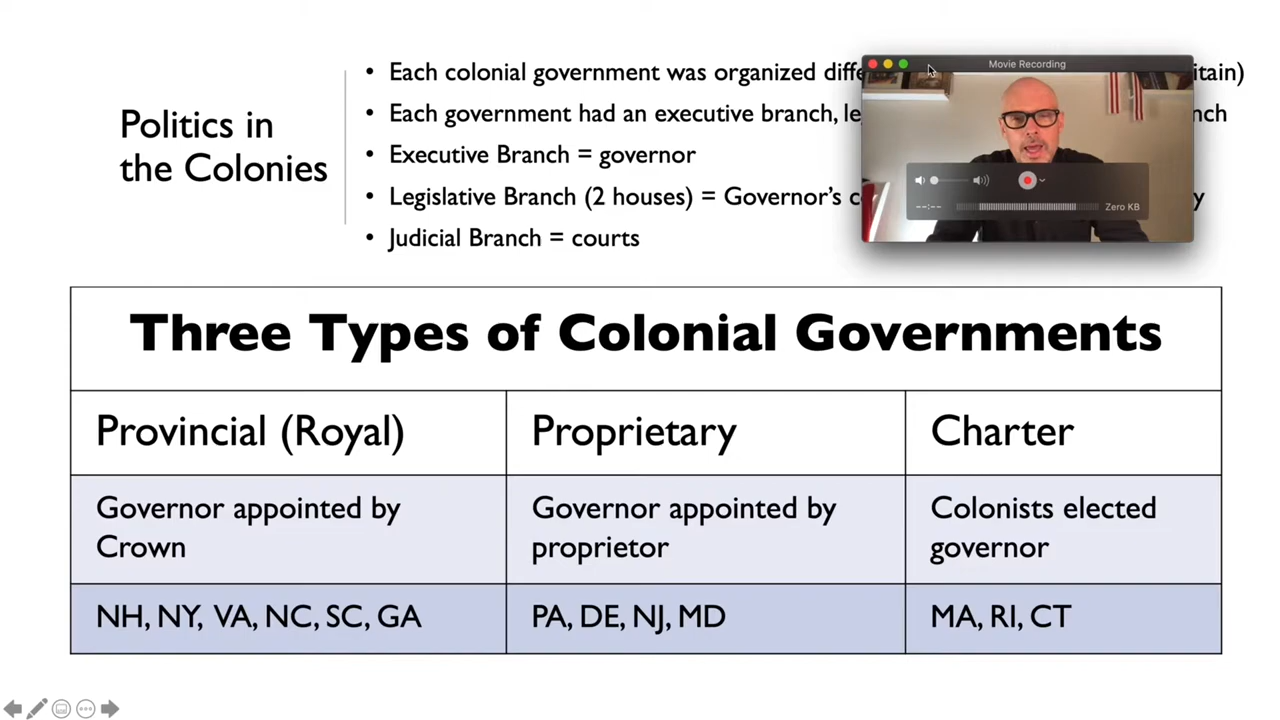 Politics in
the Colonies
• Each colonial government was organized itain)
• Each government had an executive branch,
• Executive Branch = governor
• Legislative Branch (2 houses) = Governor's
• Judicial Branch = courts
Movie Recording
--:--
Zero KB
Three Types of Colonial Governments
Provincial (Royal)
Proprietary
Charter
Governor appointed by
Crown
Governor appointed by
proprietor
Colonists elected
governor
NH, NY, VA, NC, SC, GA
PA, DE, NJ, MD
MA, RI, CT